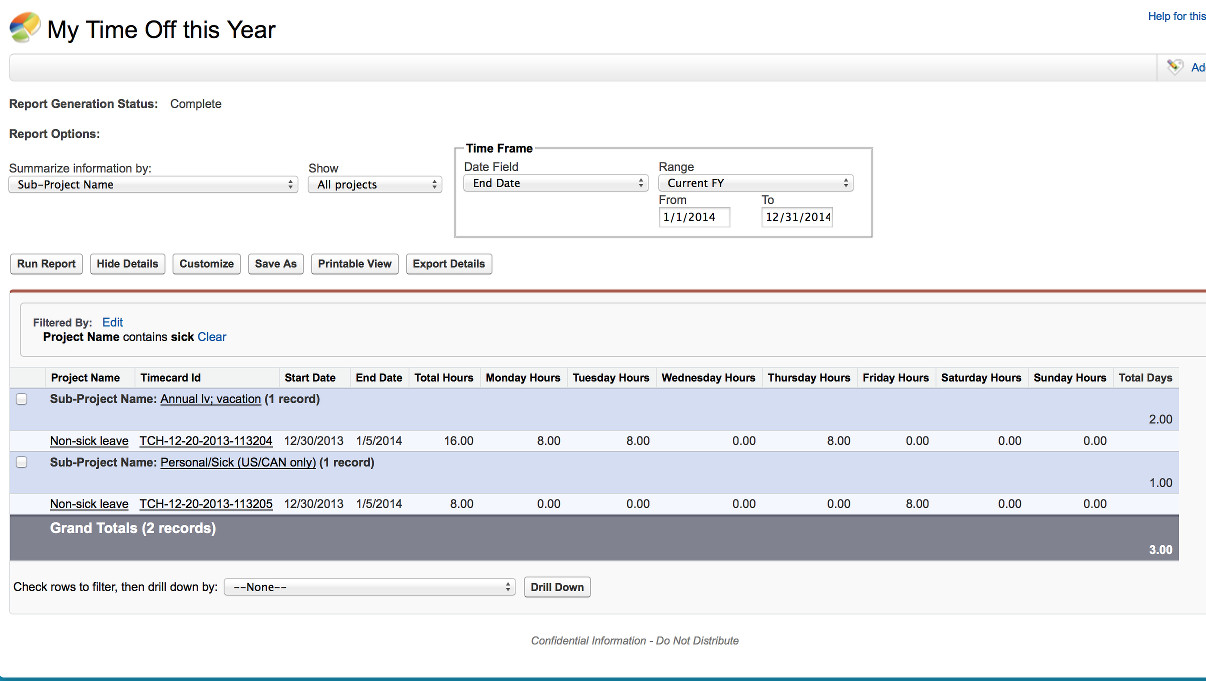 My Time Off this Year
Help for this
Ad
Report Generation Status: Complete
Report Options:
Summarize information by:
Sub-Project Name
Show
All projects
Time Frame
Date Field
End Date
Range
Current FY
From
1/1/2014
To
12/31/2014
Run Report Hide Details Customize Save As Printable View Export Details
Filtered By: Edit
Project Name contains sick Clear
Project Name Timecard Id Start Date End Date Total Hours Monday Hours Tuesday Hours Wednesday Hours Thursday Hours Friday Hours Saturday Hours Sunday Hours Total Days
Sub-Project Name: Annual lv; vacation (1 record)
2.00
Non-sick leave TCH-12-20-2013-113204 12/30/2013 1/5/2014 16.00 8.00 8.00 0.00 8.00 0.00 0.00 0.00
Sub-Project Name: Personal/Sick (US/CAN only) (1 record)
1.00
Non-sick leave TCH-12-20-2013-113205 12/30/2013 1/5/2014 8.00 0.00 0.00 0.00 0.00 8.00 0.00 0.00
Grand Totals (2 records)
3.00
Check rows to filter, then drill down by: --None-- Drill Down
Confidential Information - Do Not Distribute